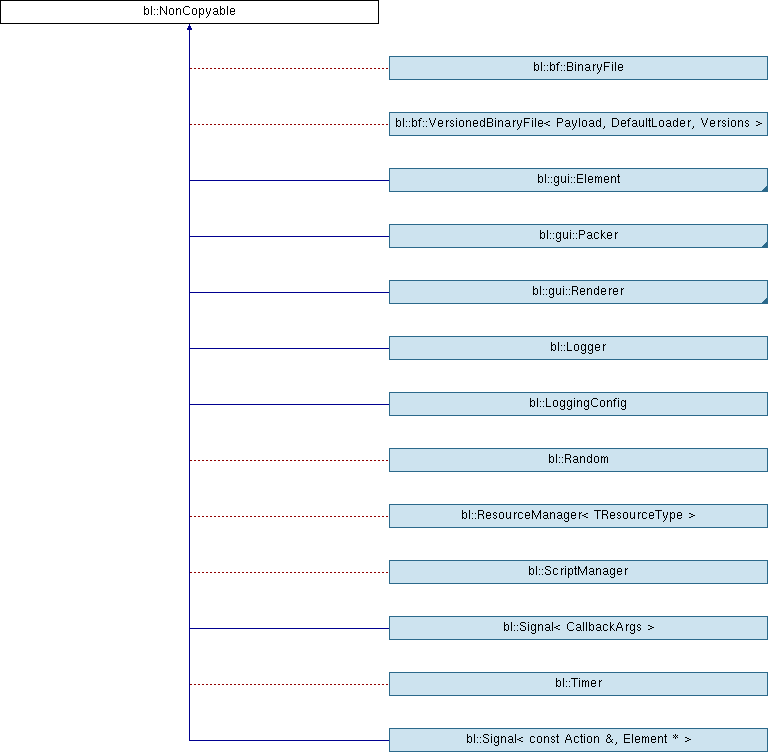 bl::NonCopyable
bl::bf::BinaryFile
bl::bf::VersionedBinaryFile< Payload, DefaultLoader, Versions >
bl::gui::Element
bl::gui::Packer
bl::gui::Renderer
bl::Logger
bl::LoggingConfig
bl::Random
bl::ResourceManager< TResourceType >
bl::ScriptManager
bl::Signal< CallbackArgs >
bl::Timer
bl::Signal< const Action &, Element * >